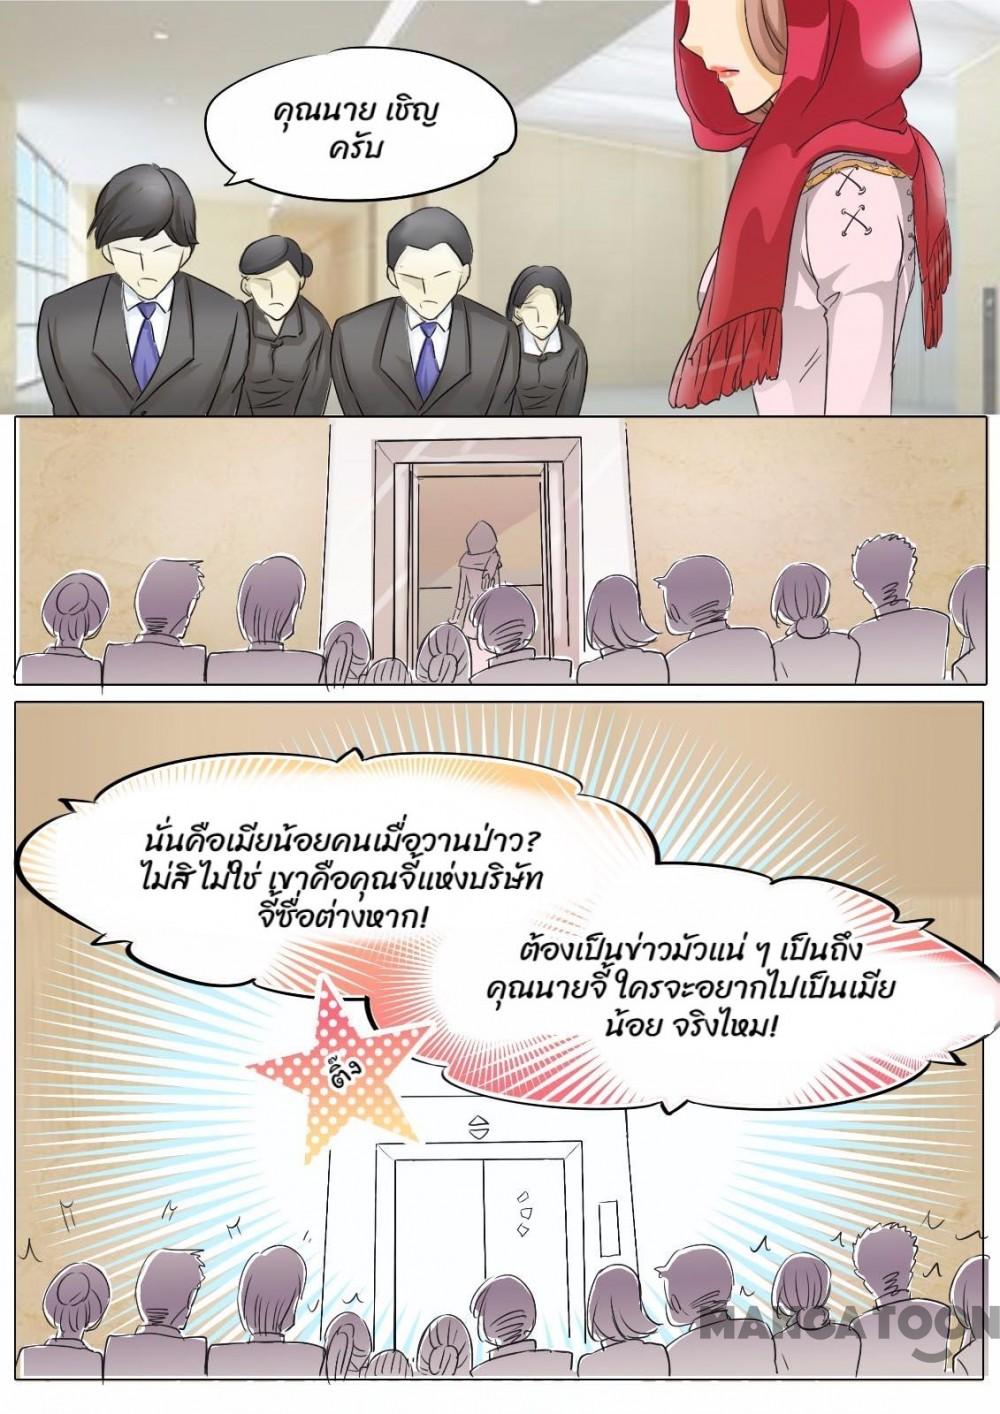 คุณนาย เชิญ
ครับ
นั่นคือเมียน้อยคนเมื่อวานป่าว?
ไม่สิ ไม่ใช่ เขาคือคุณจี้แห่งบริษัท
จี้ซื่อต่างหาก!
ต้องเป็นข่าวมัวแน่ ๆ เป็นถึง
คุณนายจี้ ใครจะอยากไปเป็นเมีย
น้อย จริงไหม!
ติ๊ง
MANGATOON